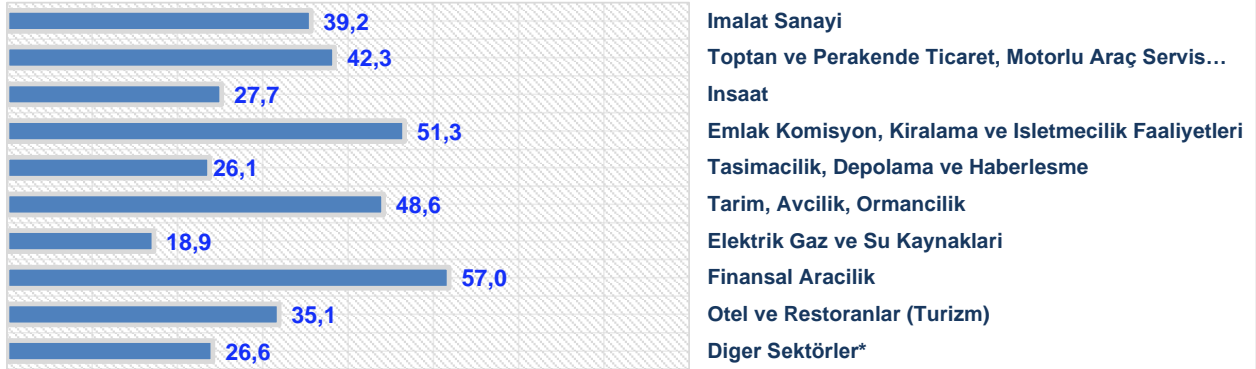 39,2 Imalat Sanayi
42,3 Toptan ve Perakende Ticaret, Motorlu Araç Servis…
27,7 Insaat
51,3 Emlak Komisyon, Kiralama ve Isletmecilik Faaliyetleri
26,1 Tasimacilik, Depolama ve Haberlesme
48,6 Tarim, Avcilik, Ormancilik
18,9 Elektrik Gaz ve Su Kaynaklari
57,0 Finansal Aracilik
35,1 Otel ve Restoranlar (Turizm)
26,6 Diger Sektörler*